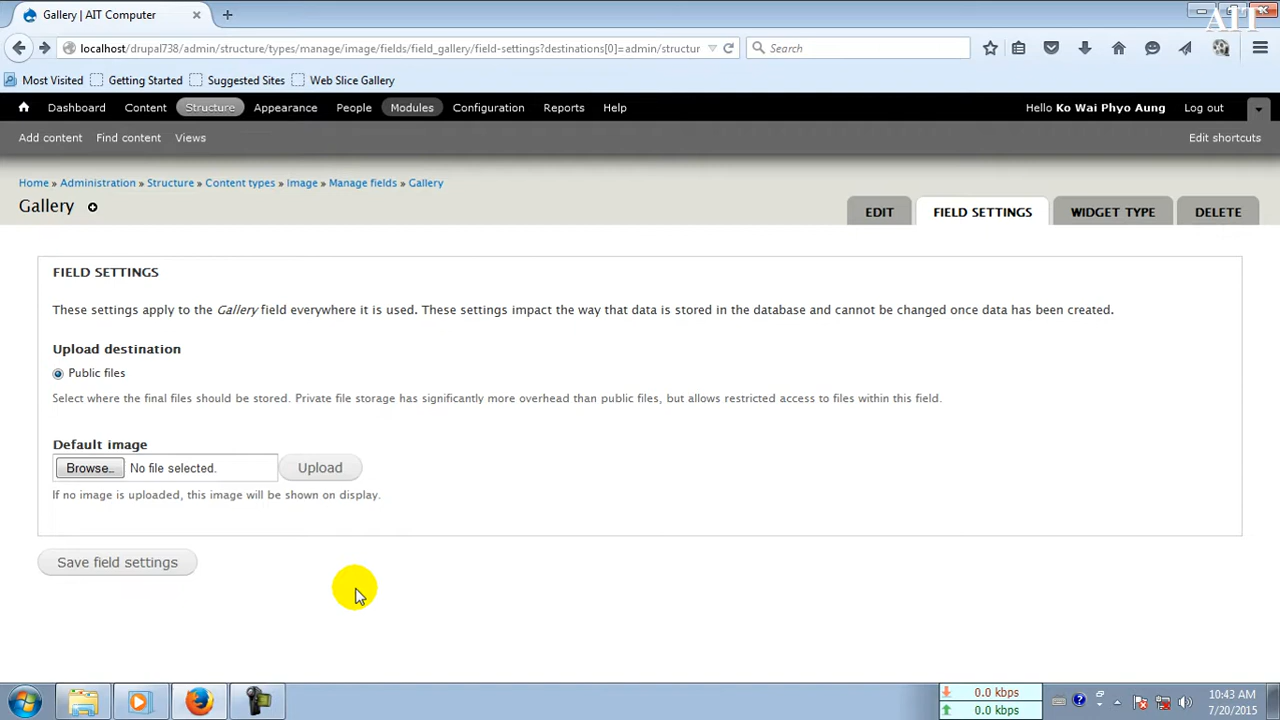 Gallery | AIT Computer
AIT
localhost/drupal738/admin/structure/types/manage/image/fields/field_gallery/field-settings?destinations[0]=admin/structur
Search
Most Visited
Getting Started
Suggested Sites
Web Slice Gallery
Dashboard
Content
Structure
Appearance
People
Modules
Configuration
Reports
Help
Hello Ko Wai Phyo Aung
Log out
Add content
Find content
Views
Edit shortcuts
Home » Administration » Structure » Content types » Image » Manage fields » Gallery
Gallery
EDIT
FIELD SETTINGS
WIDGET TYPE
DELETE
FIELD SETTINGS
These settings apply to the Gallery field everywhere it is used. These settings impact the way that data is stored in the database and cannot be changed once data has been created.
Upload destination
Public files
Select where the final files should be stored. Private file storage has significantly more overhead than public files, but allows restricted access to files within this field.
Default image
Browse.. No file selected.
Upload
If no image is uploaded, this image will be shown on display.
Save field settings
0.0 kbps
0.0 kbps
10:43 AM
7/20/2015